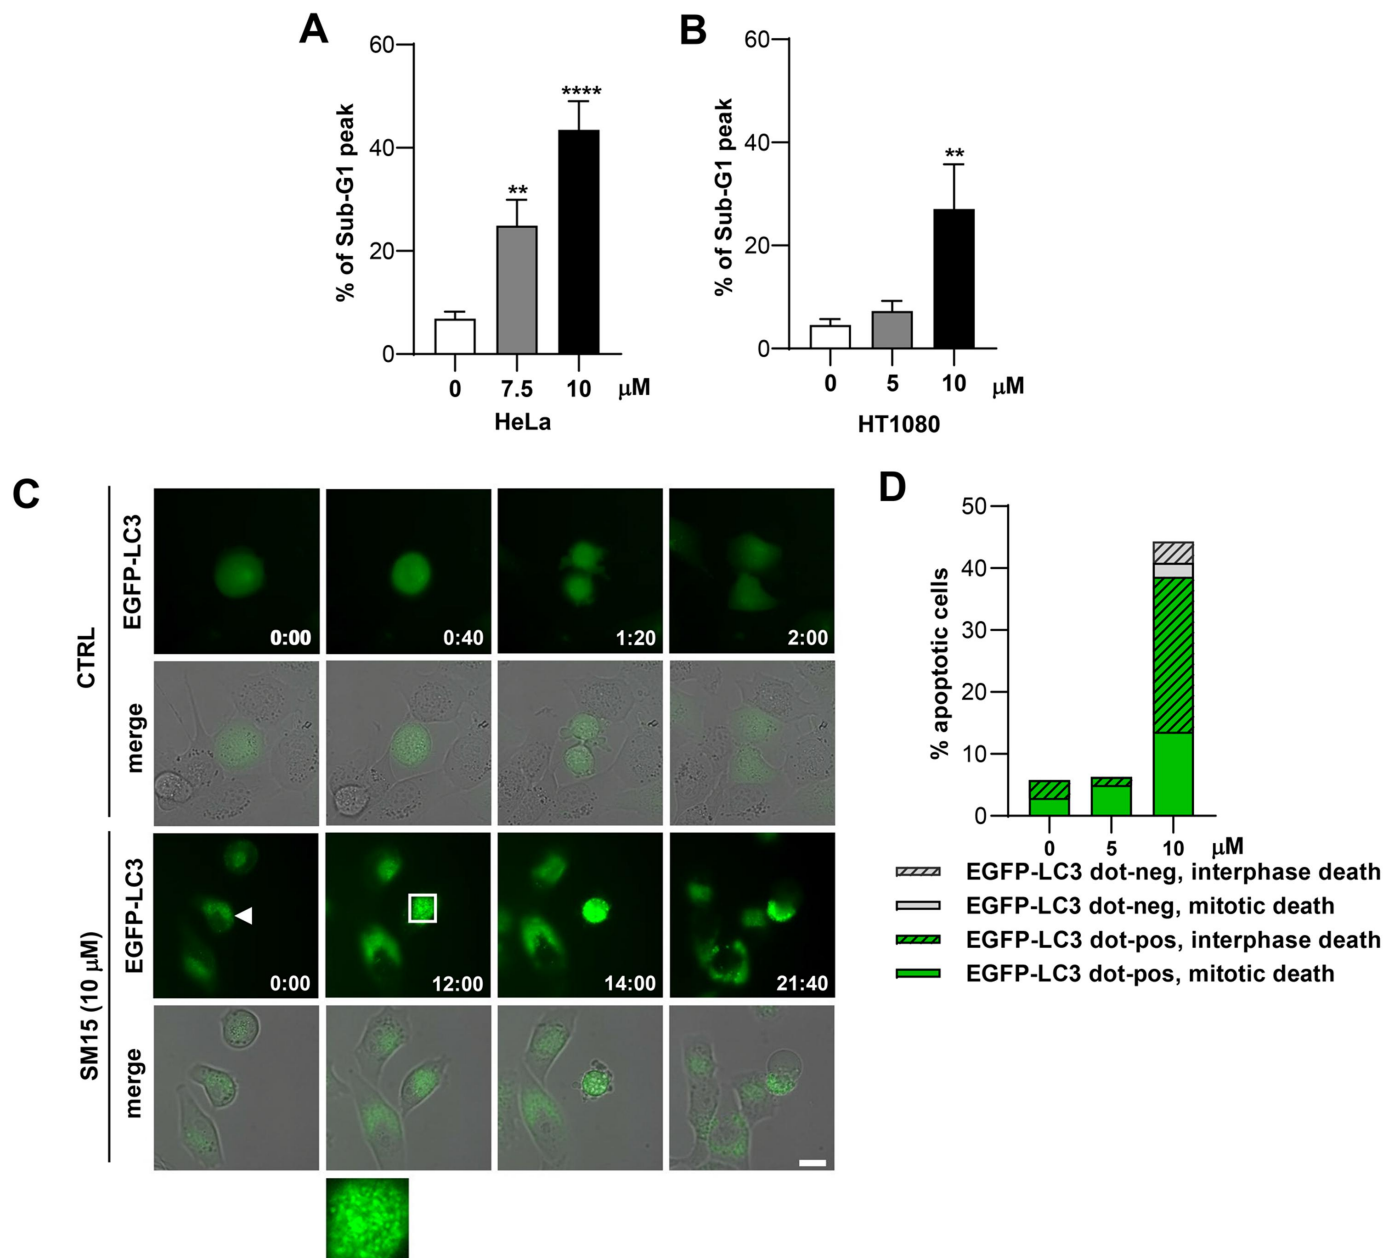 A
60
40
20
0
% of Sub-G1 peak
**
****
0 7.5 10 μM
HeLa
B
60
40
20
0
% of Sub-G1 peak
**
0 5 10 μM
HT1080
C
CTRL
EGFP-LC3
0:00 0:40 1:20 2:00
merge
SM15 (10 μM)
EGFP-LC3
0:00 12:00 14:00 21:40
merge
D
50
40
30
20
10
0
% apoptotic cells
0 5 10 μM
EGFP-LC3 dot-neg, interphase death
EGFP-LC3 dot-neg, mitotic death
EGFP-LC3 dot-pos, interphase death
EGFP-LC3 dot-pos, mitotic death